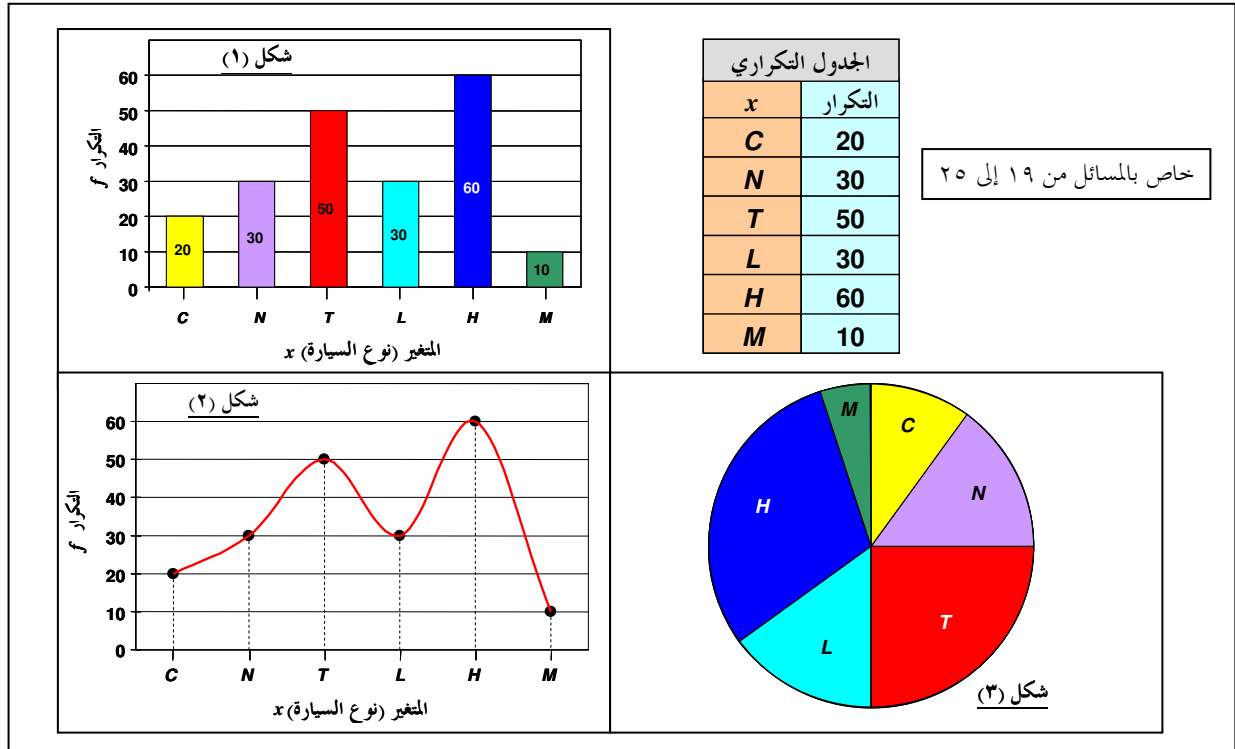 شكل (١)
التكرار f
60
50
40
30
20
10
0
20
30
50
30
60
10
C N T L H M
المتغير (نوع السيارة) x
الجدول التكراري
x التكرار
C 20
N 30
T 50
L 30
H 60
M 10
خاص بالمسائل من ١٩ إلى ٢٥
شكل (٢)
التكرار f
60
50
40
30
20
10
0
C N T L H M
المتغير (نوع السيارة) x
M
C
N
H
T
L
شكل (٣)